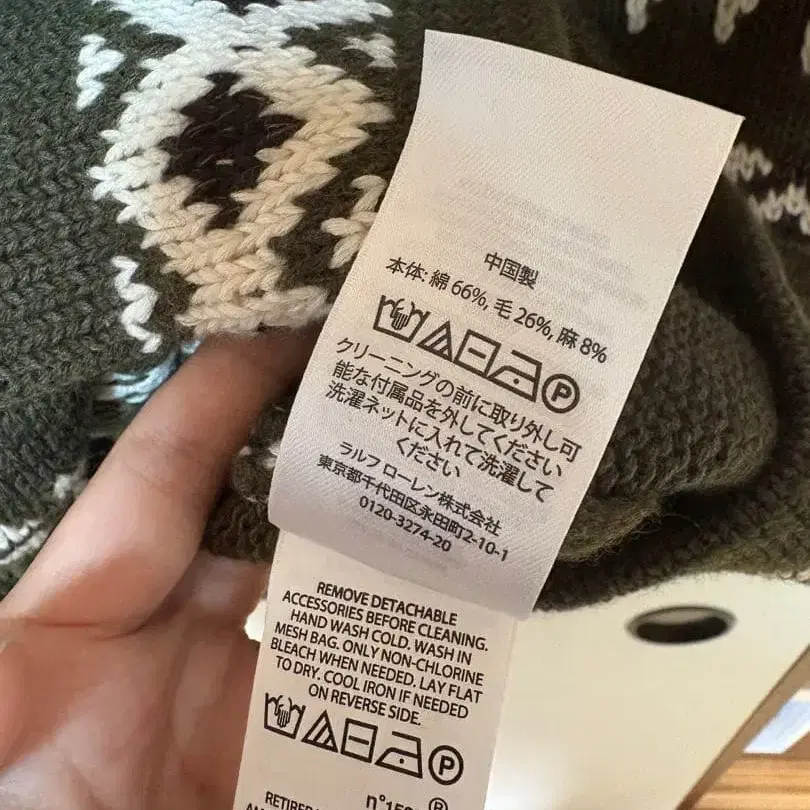 中国製
本体: 綿 66%, 毛 26%, 麻 8%
P
クリーニングの前に取り外し可
能な付属品を外してください
洗濯ネットに入れて洗濯して
ください
ラルフ ローレン株式会社
東京都千代田区永田町2-10-1
0120-3274-20
REMOVE DETACHABLE
ACCESSORIES BEFORE CLEANING.
HAND WASH COLD. WASH IN
MESH BAG. ONLY NON-CHLORINE
BLEACH WHEN NEEDED. LAY FLAT
TO DRY. COOL IRON IF NEEDED
ON REVERSE SIDE.
P